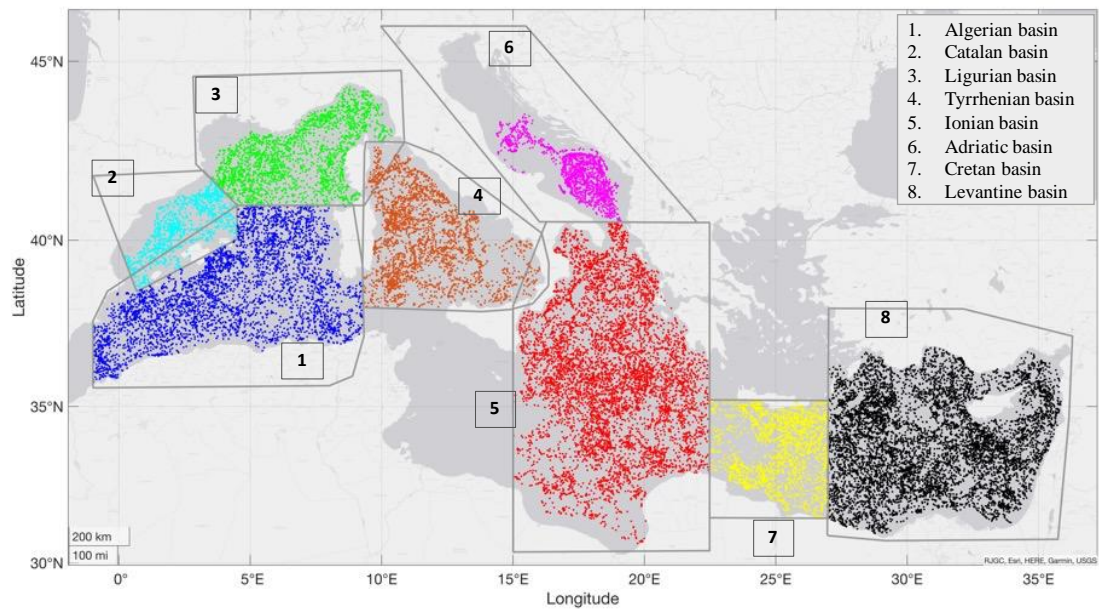 1. Algerian basin
2. Catalan basin
3. Ligurian basin
4. Tyrrhenian basin
5. Ionian basin
6. Adriatic basin
7. Cretan basin
8. Levantine basin
6
45°N
3
2
4
40°N
Latitude
8
1
35°N
5
200 km
100 mi
7
30°N
RJGC, Esri, HERE, Garmin, USGS
0° 5°E 10°E 15°E 20°E 25°E 30°E 35°E
Longitude